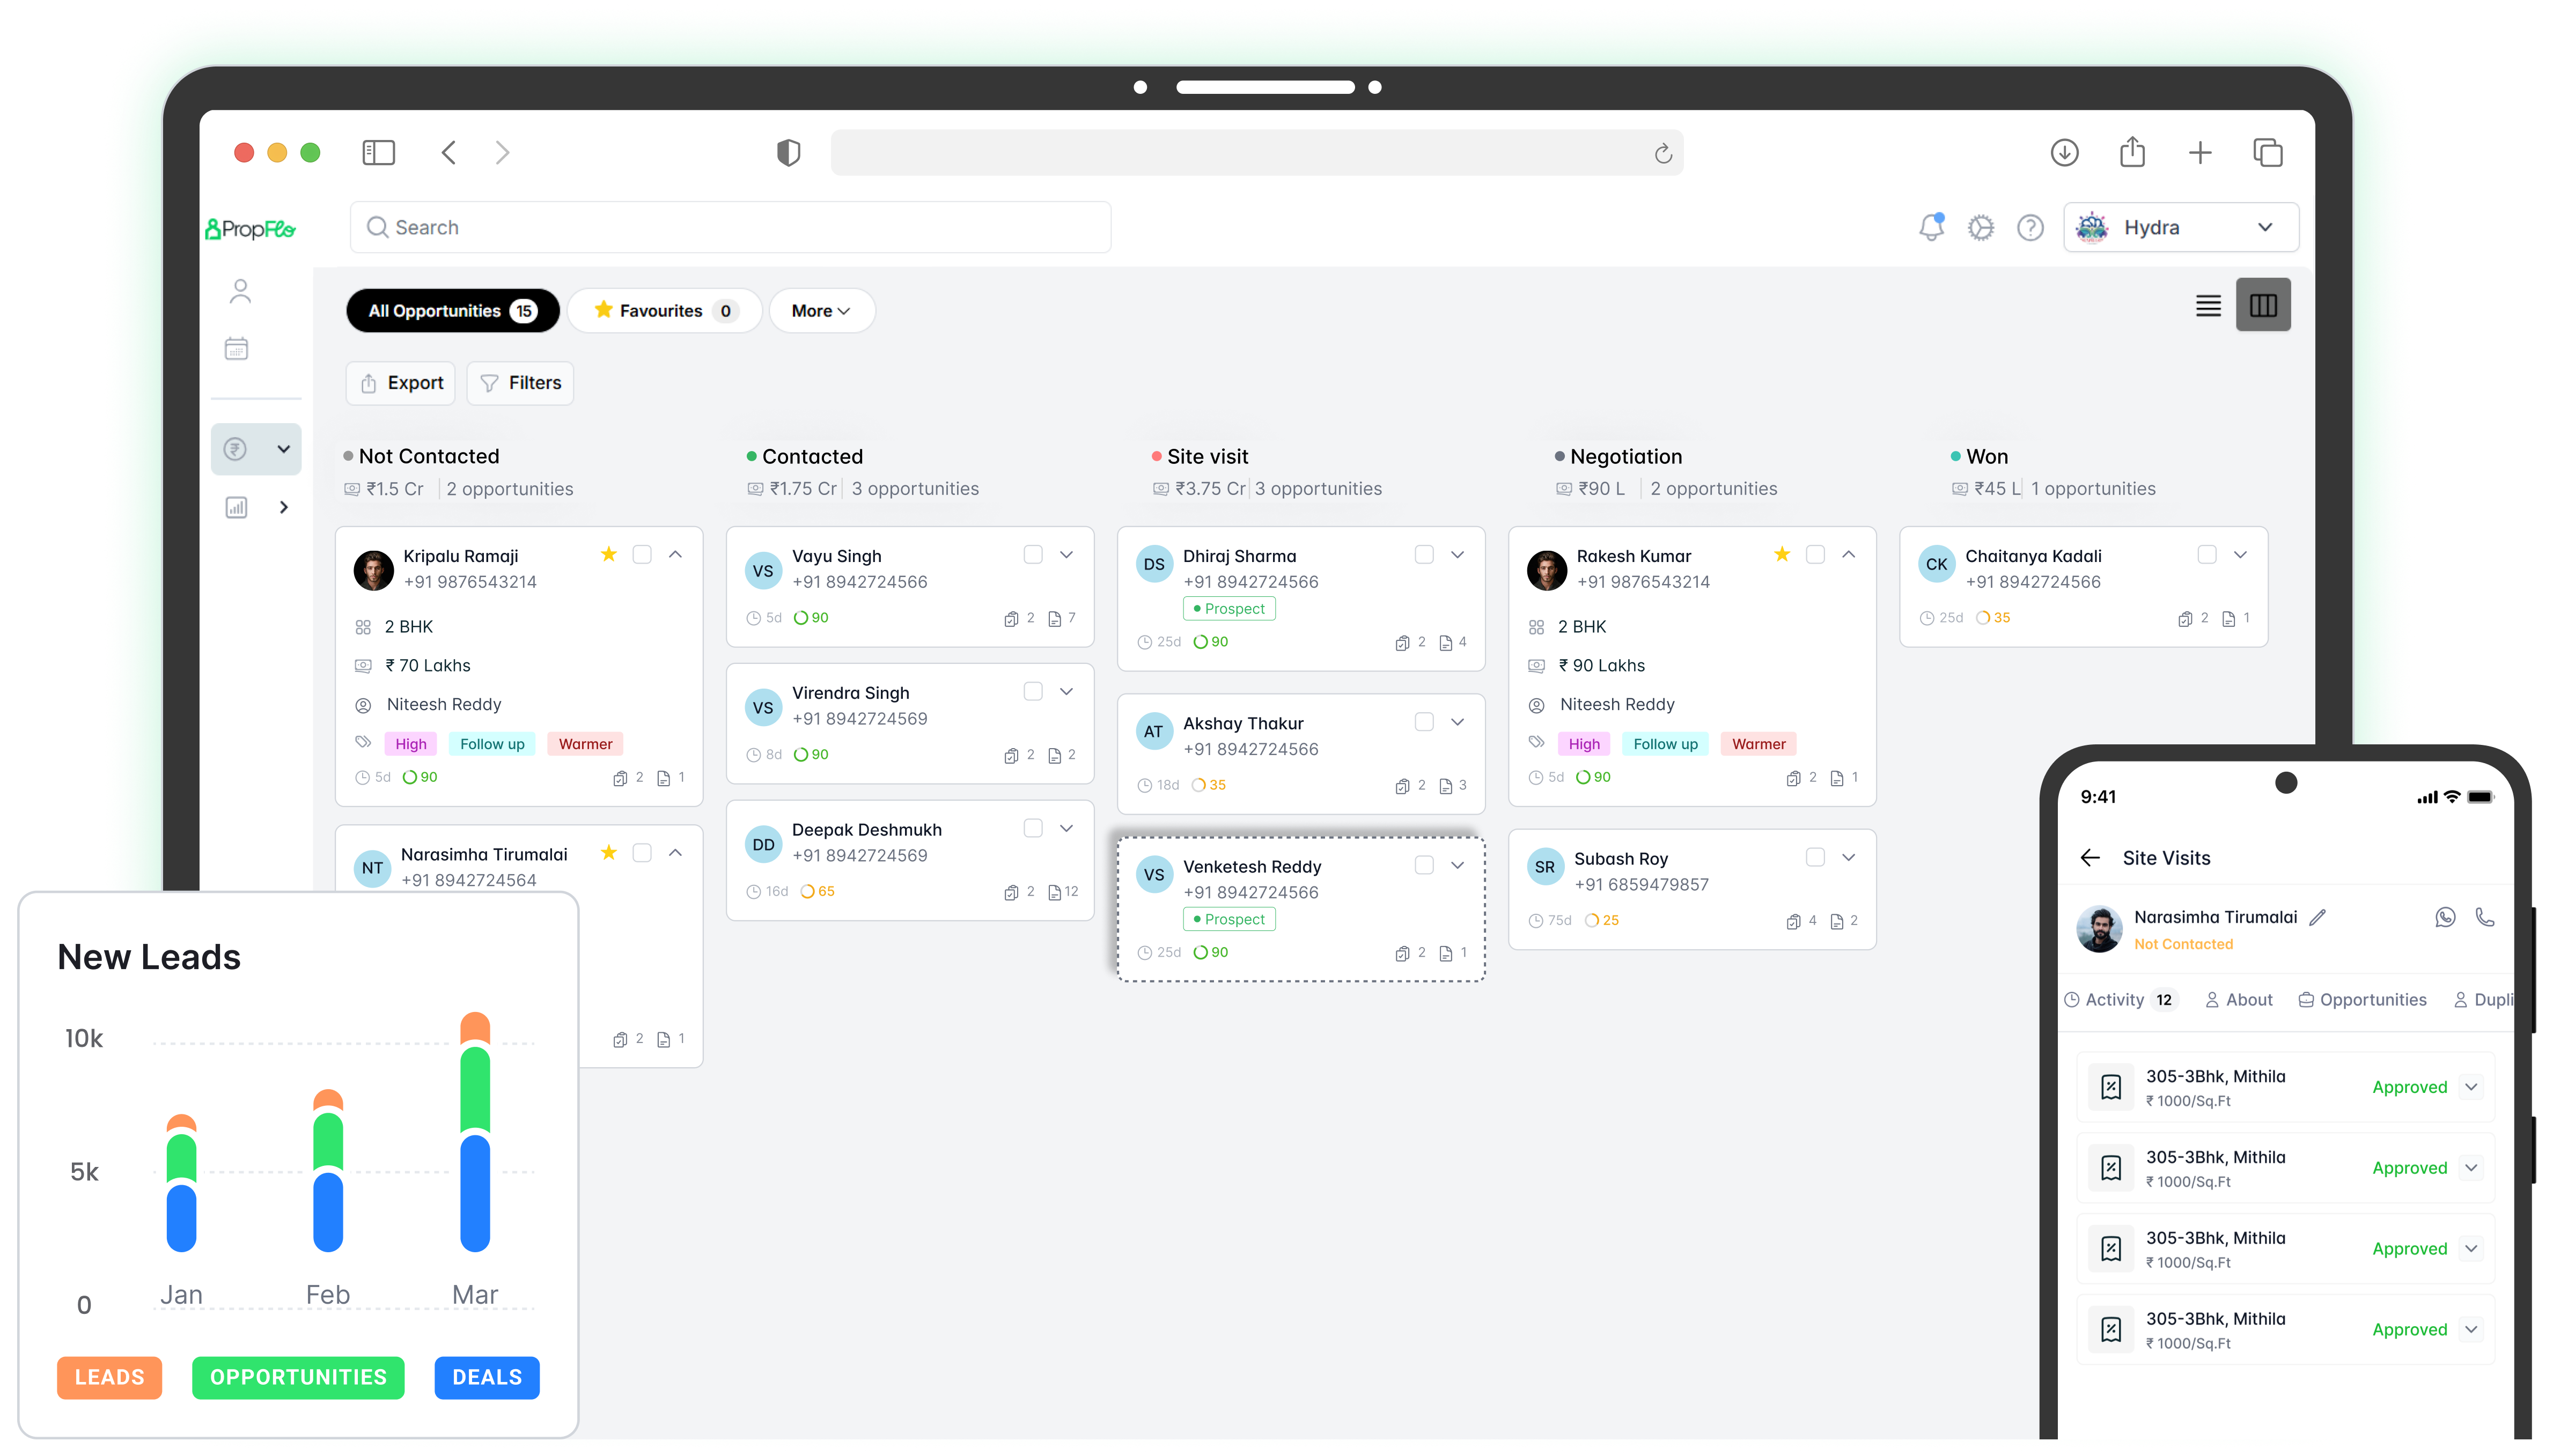 PropFlo
Search
Hydra
All Opportunities 15
Favourites 0
More
Export
Filters
Not Contacted
₹1.5 Cr 2 opportunities
Kripalu Ramaji
+91 9876543214
2 BHK
₹ 70 Lakhs
Niteesh Reddy
High Follow up Warmer
5d 90 2 1
Narasimha Tirumalai
+91 8942724564
2 1
Contacted
₹1.75 Cr 3 opportunities
VS
Vayu Singh
+91 8942724566
5d 90 2 7
VS
Virendra Singh
+91 8942724569
8d 90 2 2
DD
Deepak Deshmukh
+91 8942724569
16d 65 2 12
Site visit
₹3.75 Cr 3 opportunities
DS
Dhiraj Sharma
+91 8942724566
Prospect
25d 90 2 4
AT
Akshay Thakur
+91 8942724566
18d 35 2 3
VS
Venketesh Reddy
+91 8942724566
Prospect
25d 90 2 1
Negotiation
₹90 L 2 opportunities
Rakesh Kumar
+91 9876543214
2 BHK
₹ 90 Lakhs
Niteesh Reddy
High Follow up Warmer
5d 90 2 1
SR
Subash Roy
+91 6859479857
75d 25 4 2
Won
₹45 L 1 opportunities
CK
Chaitanya Kadali
+91 8942724566
25d 35 2 1
NT
New Leads
10k
5k
0
Jan Feb Mar
LEADS OPPORTUNITIES DEALS
9:41
Site Visits
Narasimha Tirumalai
Not Contacted
Activity 12 About Opportunities Dupli
305-3Bhk, Mithila
₹ 1000/Sq.Ft
Approved
305-3Bhk, Mithila
₹ 1000/Sq.Ft
Approved
305-3Bhk, Mithila
₹ 1000/Sq.Ft
Approved
305-3Bhk, Mithila
₹ 1000/Sq.Ft
Approved